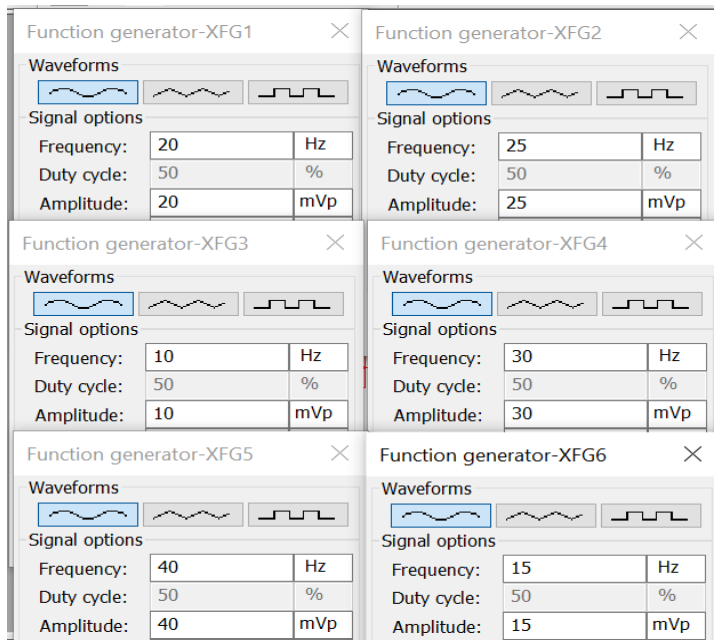 Function generator-XFG1
Waveforms
Signal options
Frequency: 20 Hz
Duty cycle: 50 %
Amplitude: 20 mVp
Function generator-XFG2
Waveforms
Signal options
Frequency: 25 Hz
Duty cycle: 50 %
Amplitude: 25 mVp
Function generator-XFG3
Waveforms
Signal options
Frequency: 10 Hz
Duty cycle: 50 %
Amplitude: 10 mVp
Function generator-XFG4
Waveforms
Signal options
Frequency: 30 Hz
Duty cycle: 50 %
Amplitude: 30 mVp
Function generator-XFG5
Waveforms
Signal options
Frequency: 40 Hz
Duty cycle: 50 %
Amplitude: 40 mVp
Function generator-XFG6
Waveforms
Signal options
Frequency: 15 Hz
Duty cycle: 50 %
Amplitude: 15 mVp